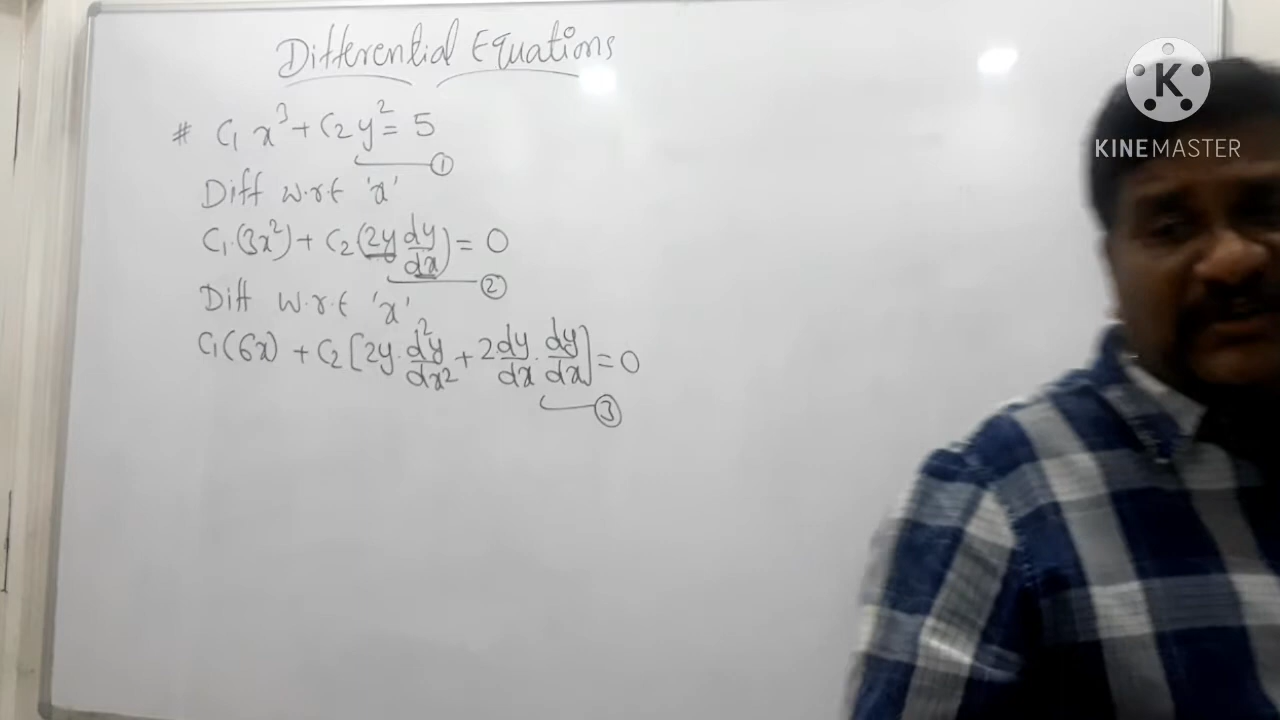 Differential Equations
# C₁ x³ + C₂ y² = 5
①
Diff w.r.t 'x'
C₁.(3x²) + C₂ (2y dy/dx) = 0
②
Diff w.r.t 'x'
C₁(6x) + C₂ [2y. d²y/dx² + 2 dy/dx . dy/dx] = 0
③
K
KINEMASTER